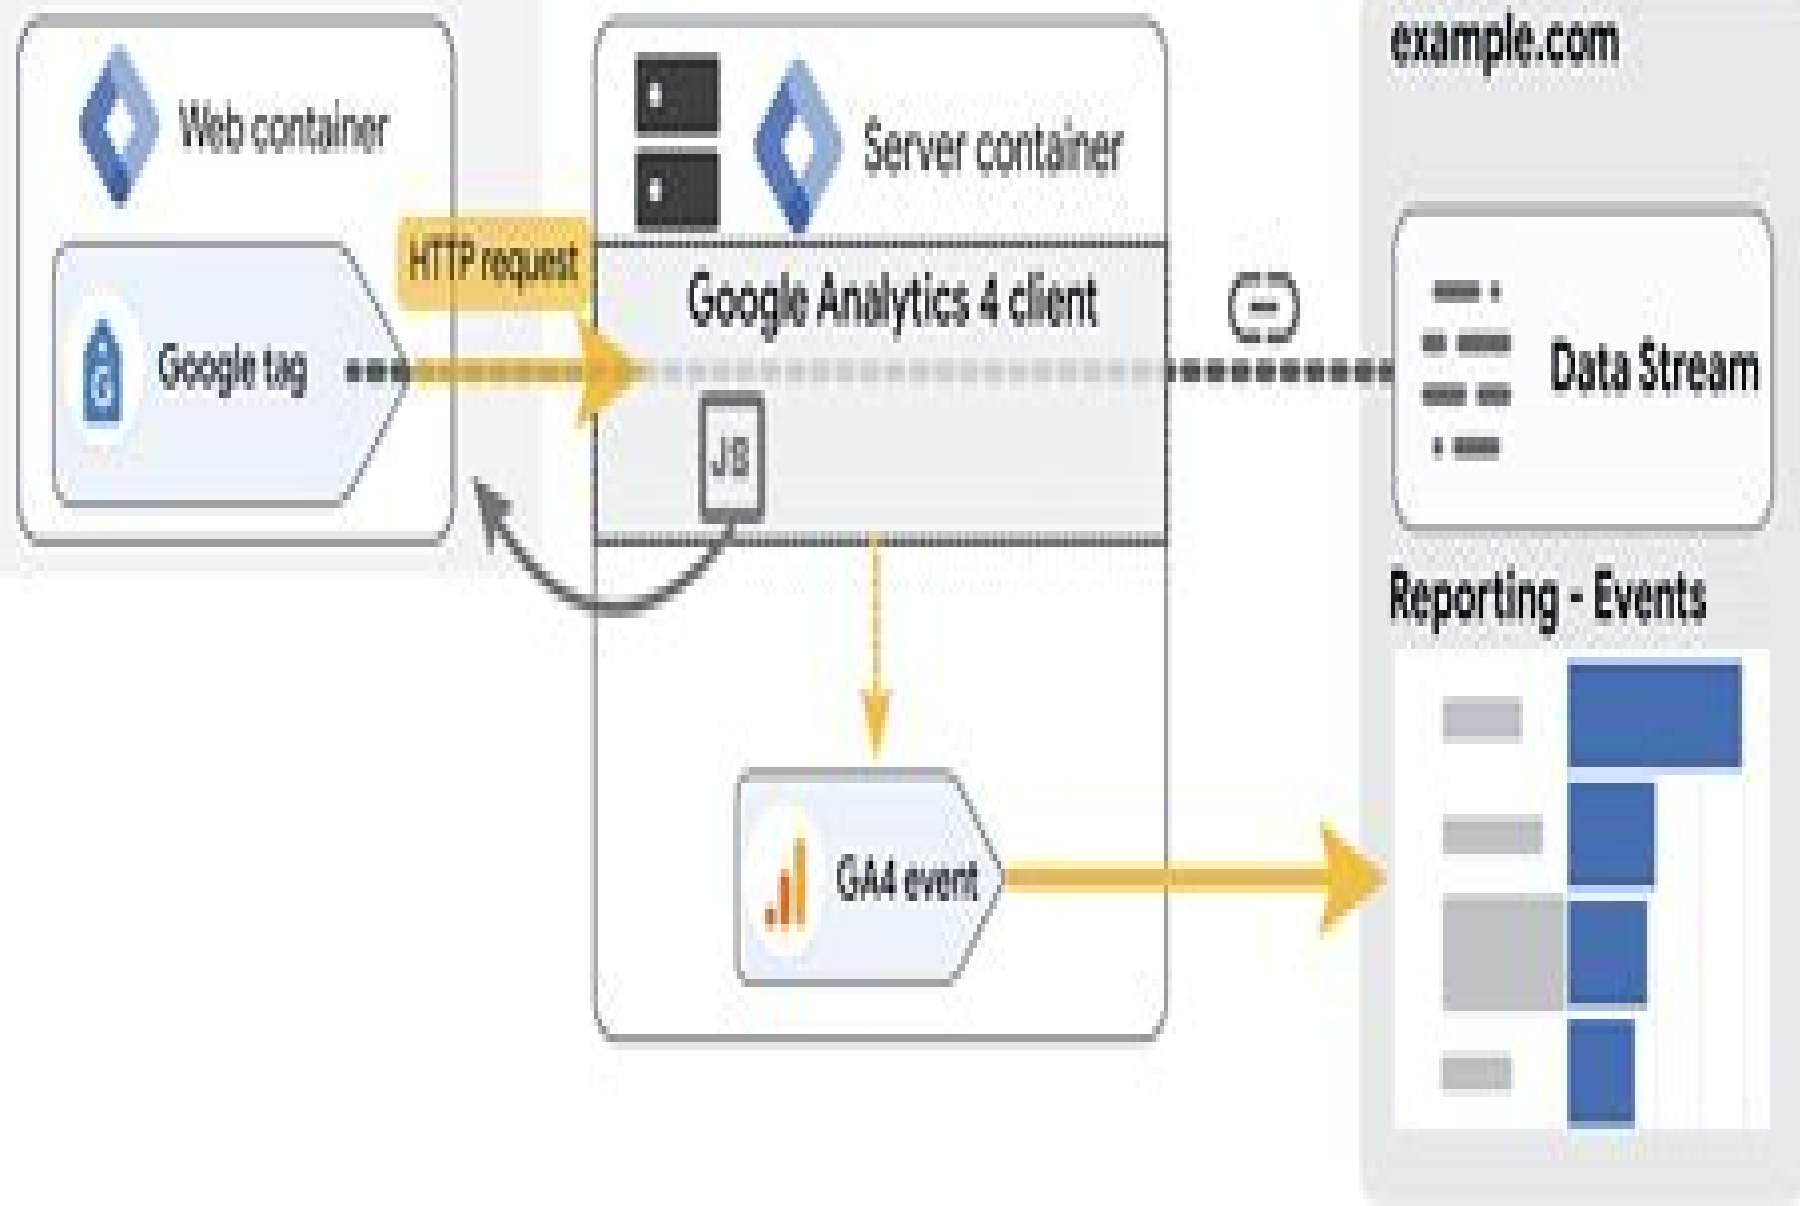 Web container
Google tag
G
HTTP request
Server container
Google Analytics 4 client
JS
GA4 event
example.com
Data Stream
Reporting - Events